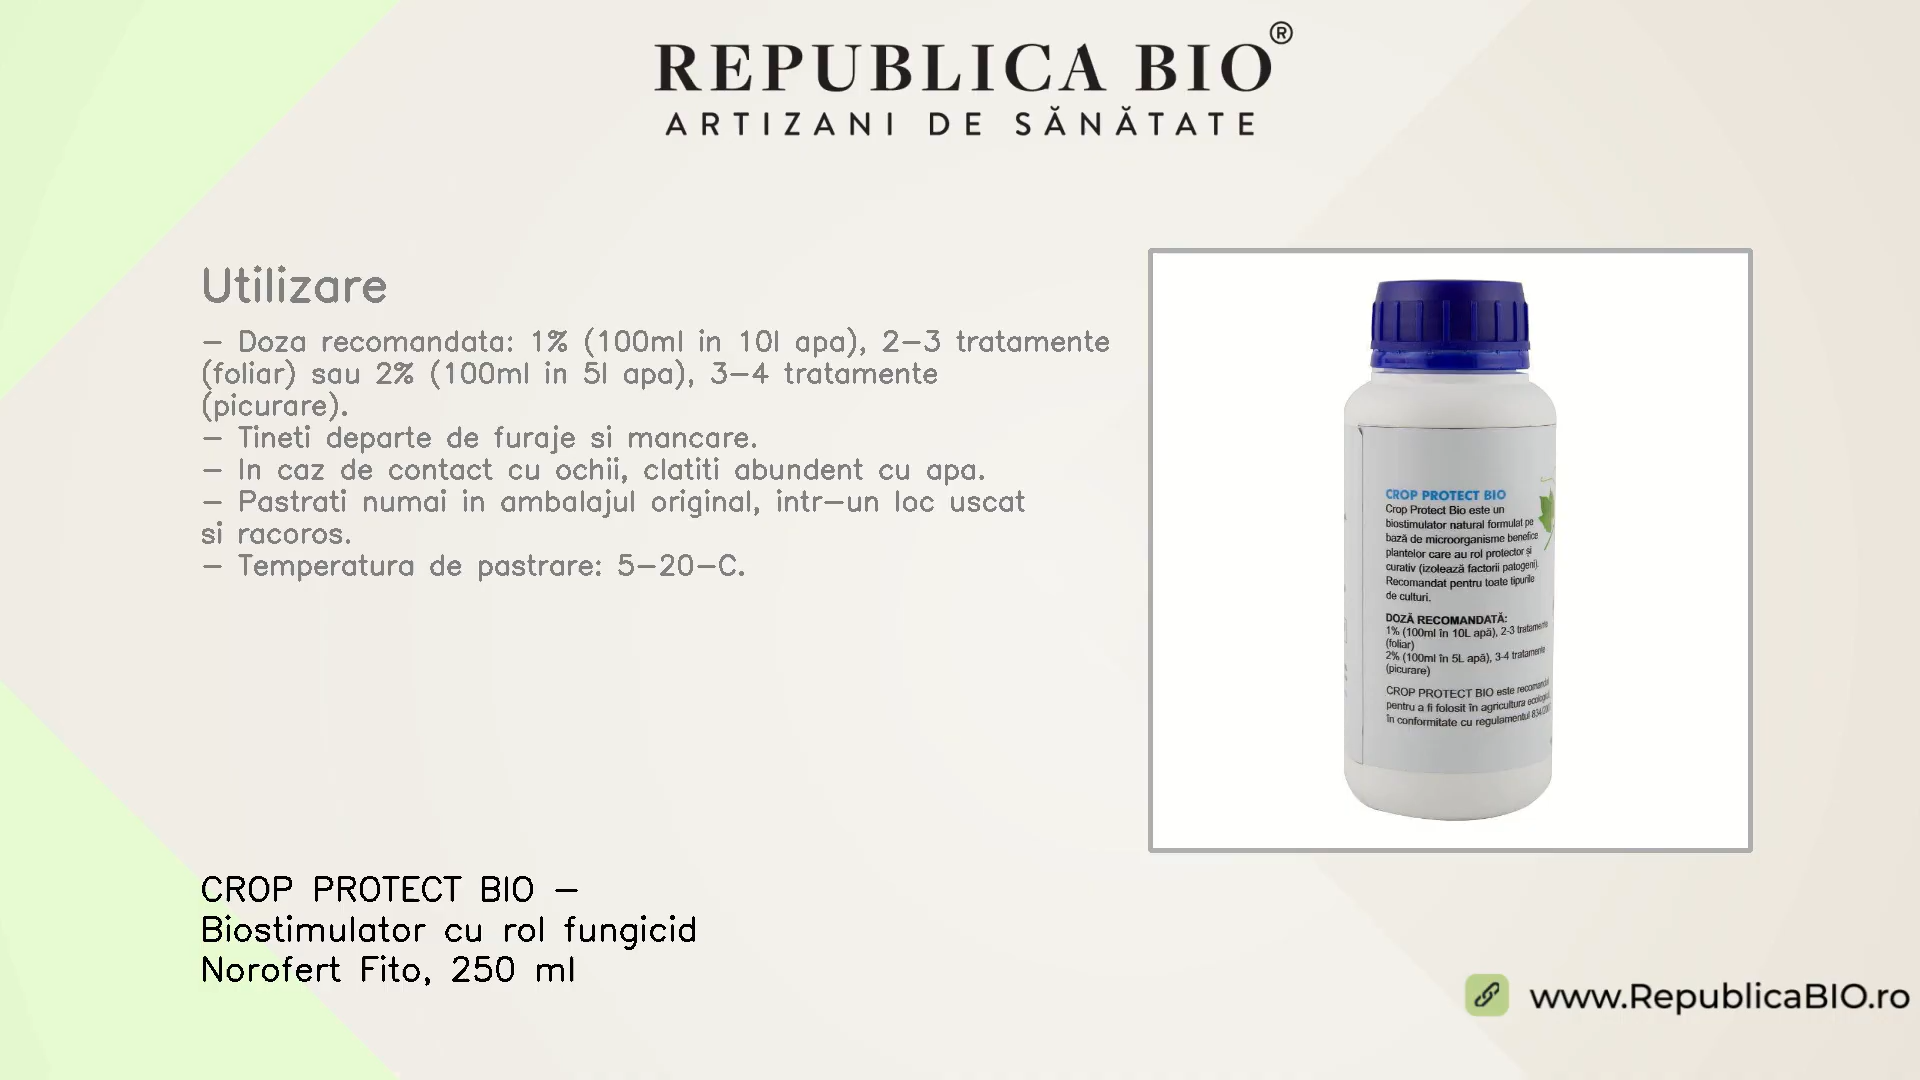 REPUBLICA BIO®
ARTIZANI DE SĂNĂTATE
Utilizare
– Doza recomandata: 1% (100ml in 10l apa), 2–3 tratamente
(foliar) sau 2% (100ml in 5l apa), 3–4 tratamente
(picurare).
– Tineti departe de furaje si mancare.
– In caz de contact cu ochii, clatiti abundent cu apa.
– Pastrati numai in ambalajul original, intr–un loc uscat
si racoros.
– Temperatura de pastrare: 5–20–C.
CROP PROTECT BIO
Crop Protect Bio este un
biostimulator natural formulat pe
bază de microorganisme benefice
plantelor care au rol protector și
curativ (izolează factorii patogeni).
Recomandat pentru toate tipurile
de culturi.
DOZĂ RECOMANDATĂ:
1% (100ml în 10L apă), 2-3 tratamente
(foliar)
2% (100ml în 5L apă), 3-4 tratamente
(picurare)
CROP PROTECT BIO este recomandat
pentru a fi folosit în agricultura
în conformitate cu regulamentul
CROP PROTECT BIO –
Biostimulator cu rol fungicid
Norofert Fito, 250 ml
www.RepublicaBIO.ro